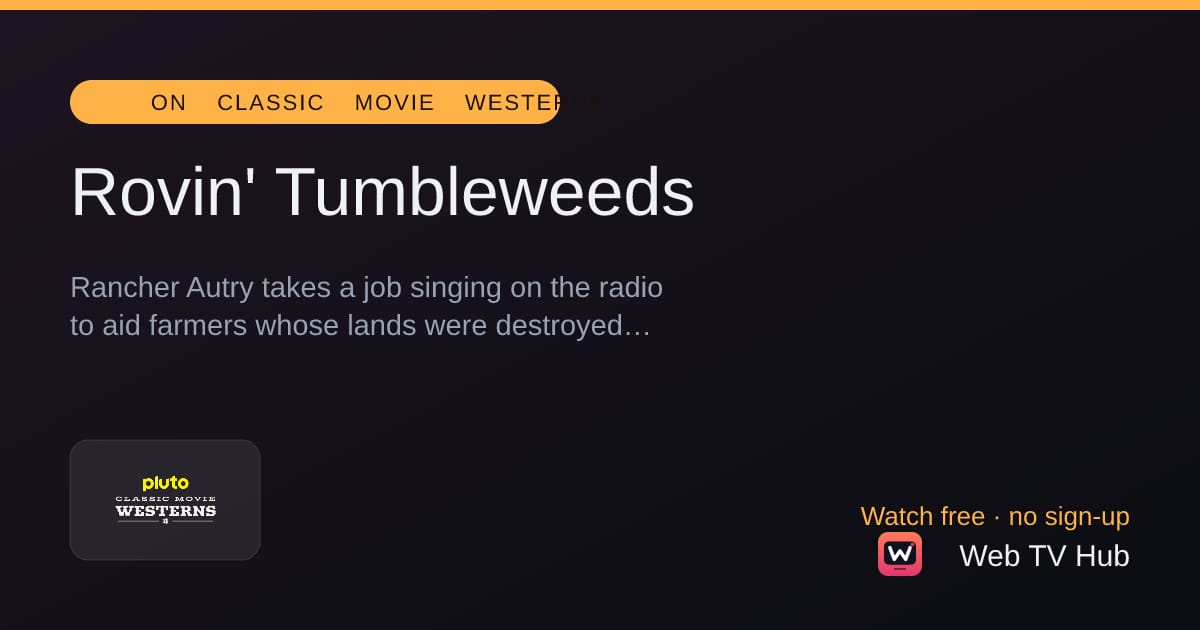 ON CLASSIC MOVIE WESTERNS
Rovin' Tumbleweeds
Rancher Autry takes a job singing on the radio
to aid farmers whose lands were destroyed…
pluto
CLASSIC MOVIE
WESTERNS
Watch free · no sign-up
W
Web TV Hub